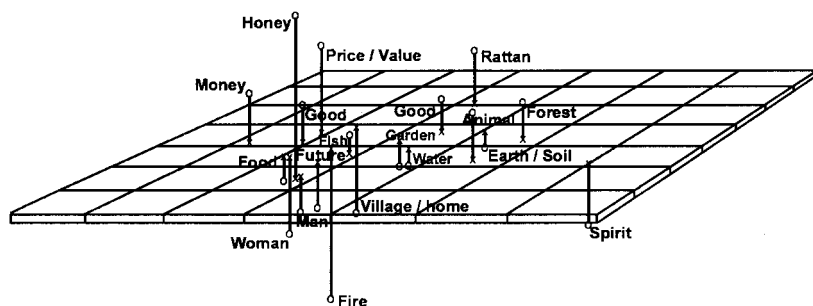 Honey
Price / Value
Rattan
Money
Good
Good
Animal
Forest
Fish
Garden
Food
Future
Water
Earth / Soil
Man
Village / home
Woman
Spirit
Fire